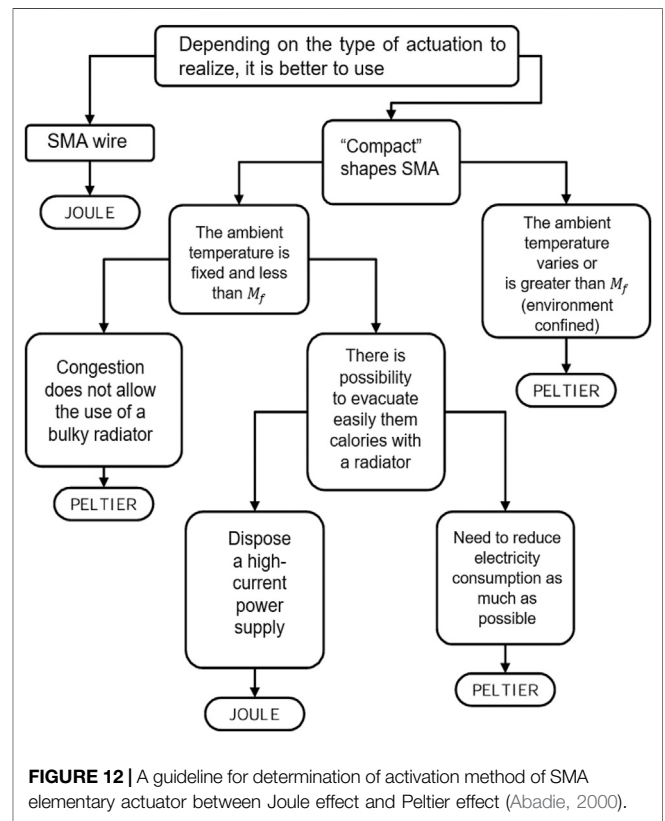 Depending on the type of actuation to
realize, it is better to use
SMA wire
JOULE
“Compact”
shapes SMA
The ambient
temperature is
fixed and less
than M_f
The ambient
temperature
varies or
is greater than M_f
(environment
confined)
PELTIER
Congestion
does not allow
the use of a
bulky radiator
PELTIER
There is
possibility
to evacuate
easily them
calories with
a radiator
Dispose
a high-
current
power
supply
JOULE
Need to reduce
electricity
consumption as
much as
possible
PELTIER
FIGURE 12 | A guideline for determination of activation method of SMA
elementary actuator between Joule effect and Peltier effect (Abadie, 2000).